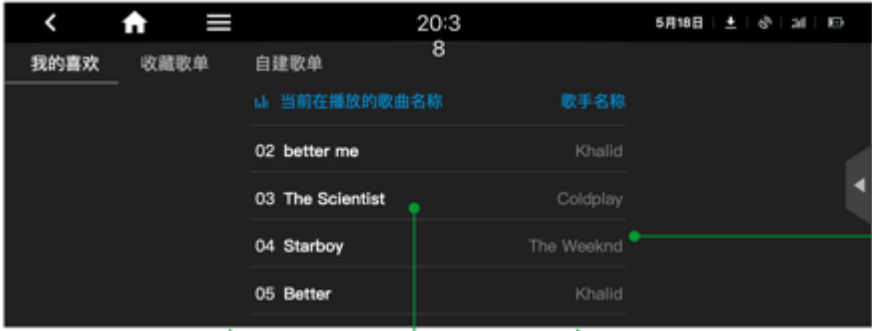 20:3
8
5月18日
我的喜欢 收藏歌单 自建歌单
当前在播放的歌曲名称 歌手名称
02 better me Khalid
03 The Scientist Coldplay
04 Starboy The Weeknd
05 Better Khalid